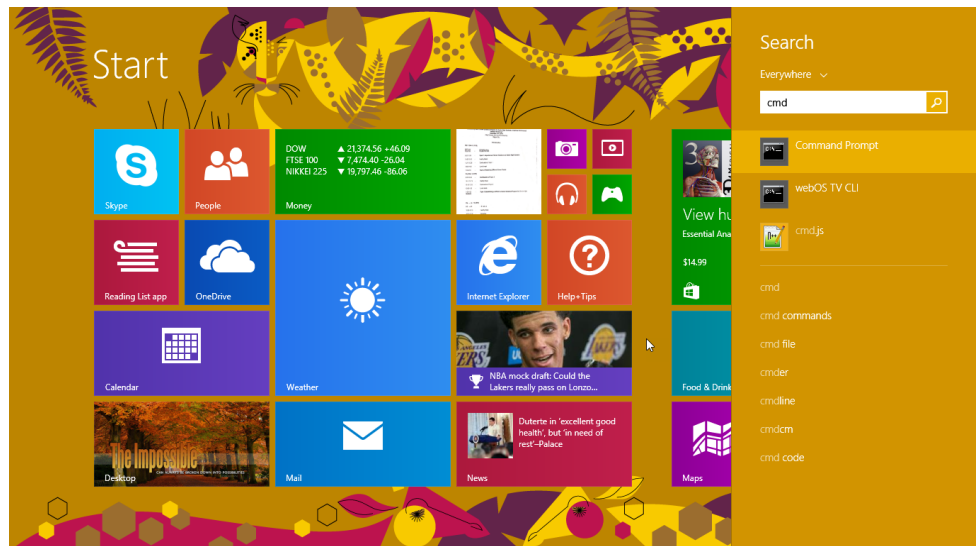 Start
Skype
People
DOW ▲ 21,374.56 +46.09
FTSE 100 ▼ 7,474.40 -26.04
NIKKEI 225 ▼ 19,797.46 -86.06
Money
View hu
Essential Ana
$14.99
Reading List app
OneDrive
Weather
Internet Explorer
Help+Tips
Calendar
LAKERS
NBA mock draft: Could the
Lakers really pass on Lonzo...
Food & Drink
The Impossible
Desktop
Mail
Duterte in 'excellent good
health', but 'in need of
rest'–Palace
News
Maps
Search
Everywhere
cmd
Command Prompt
webOS TV CLI
cmd.js
cmd
cmd commands
cmd file
cmder
cmdline
cmdcm
cmd code